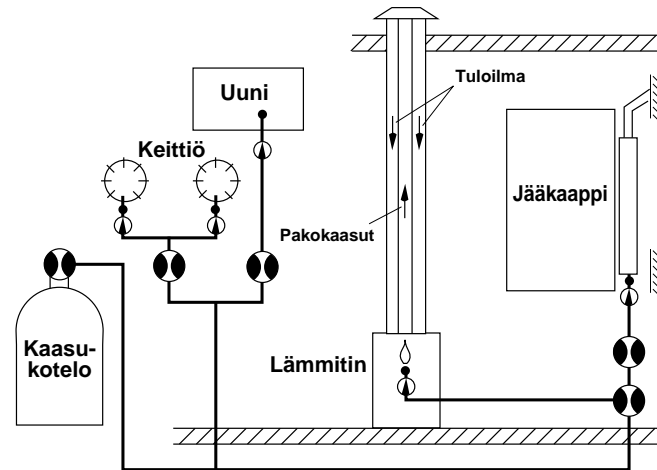 Uuni
Tuloilma
Keittiö
Jääkaappi
Pakokaasut
Kaasu-
kotelo
Lämmitin